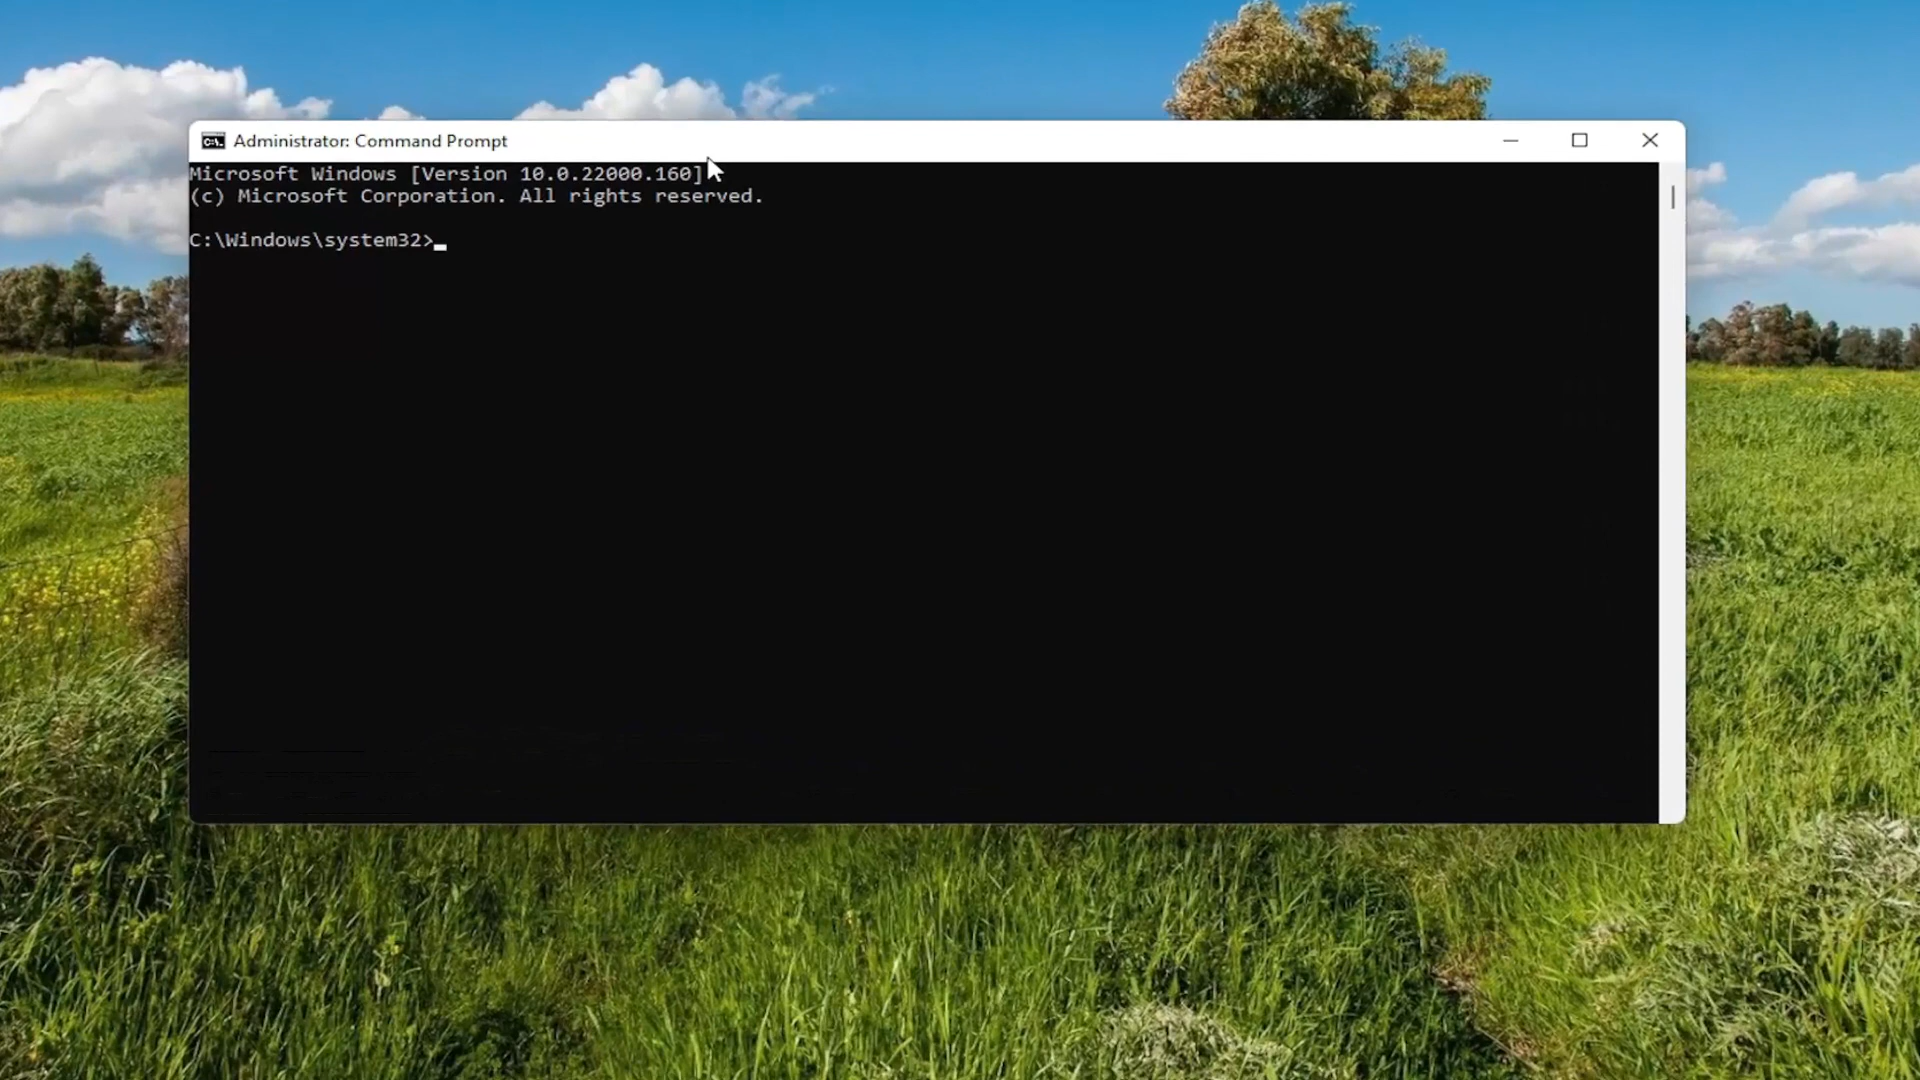 Administrator: Command Prompt
Microsoft Windows [Version 10.0.22000.160]
(c) Microsoft Corporation. All rights reserved.
C:\Windows\system32>